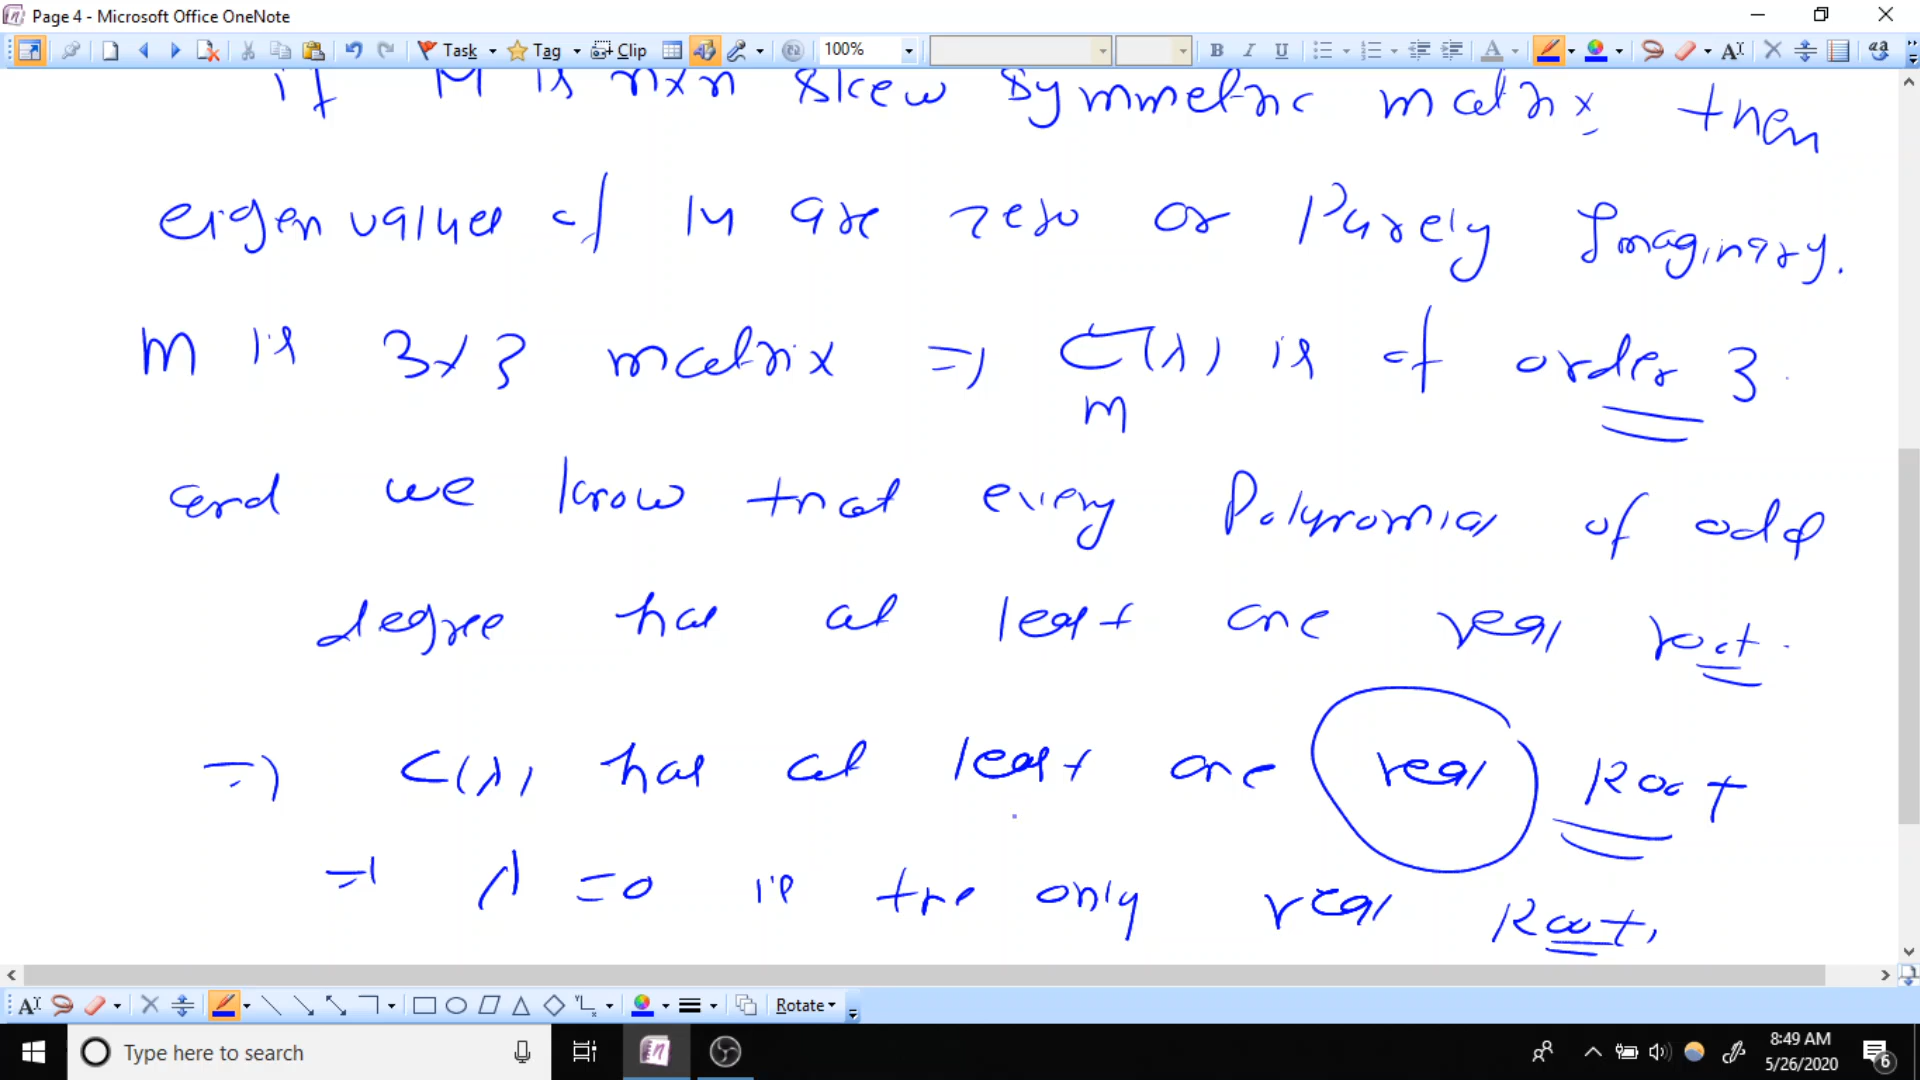 Page 4 - Microsoft Office OneNote
Task Tag Clip 100% B I U A
if M is nxn skew symmetric matrix, then
eigen values of M are zero or Purely Imaginary.
M is 3x3 matrix => C(λ) is of order 3.
M
and we know that every Polynomial of odd
degree has at least one real root.
=> C(λ) has at least one real Root
=> λ =0 is the only real Root.
Rotate
Type here to search
8:49 AM
5/26/2020
6